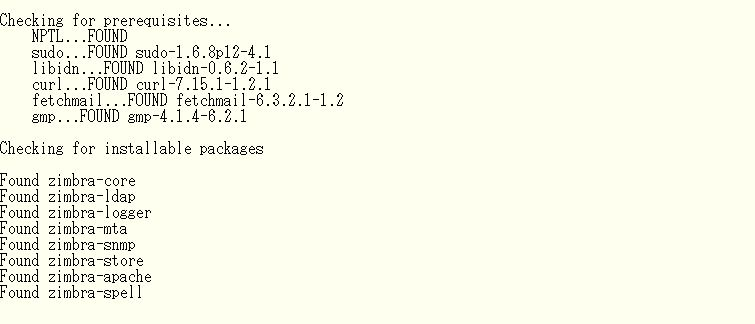 Checking for prerequisites...
NPTL...FOUND
sudo...FOUND sudo-1.6.8p12-4.1
libidn...FOUND libidn-0.6.2-1.1
curl...FOUND curl-7.15.1-1.2.1
fetchmail...FOUND fetchmail-6.3.2.1-1.2
gmp...FOUND gmp-4.1.4-6.2.1
Checking for installable packages
Found zimbra-core
Found zimbra-ldap
Found zimbra-logger
Found zimbra-mta
Found zimbra-snmp
Found zimbra-store
Found zimbra-apache
Found zimbra-spell